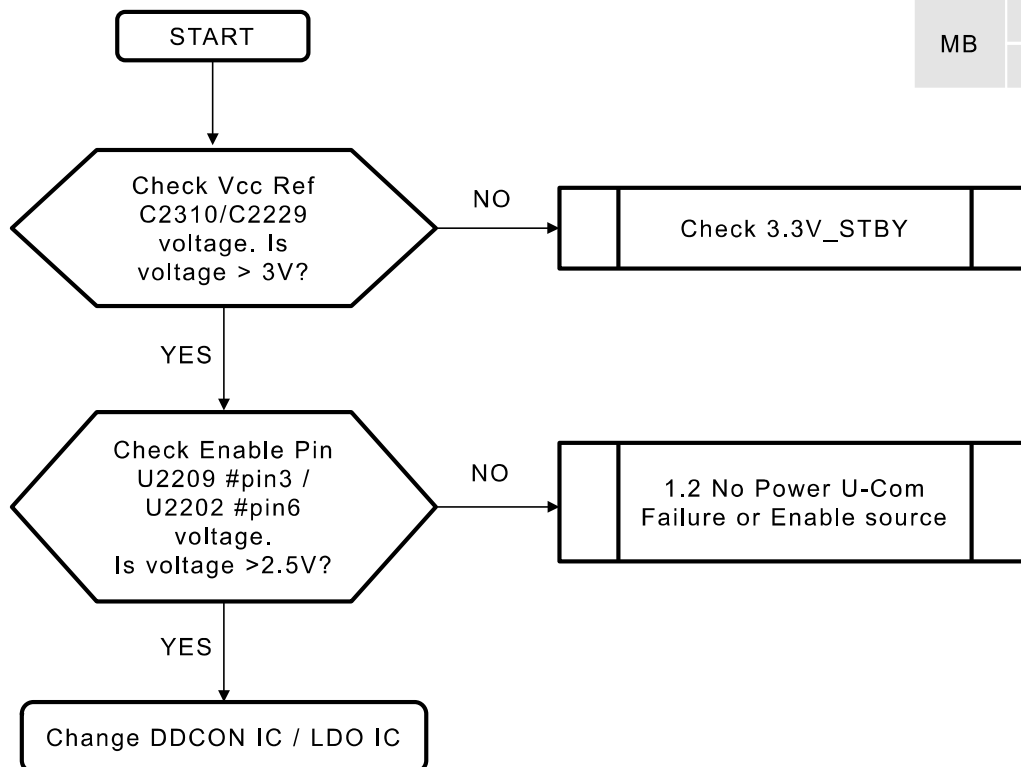 START
MB
Check Vcc Ref
C2310/C2229
voltage. Is
voltage > 3V?
NO
Check 3.3V_STBY
YES
Check Enable Pin
U2209 #pin3 /
U2202 #pin6
voltage.
Is voltage >2.5V?
NO
1.2 No Power U-Com
Failure or Enable source
YES
Change DDCON IC / LDO IC